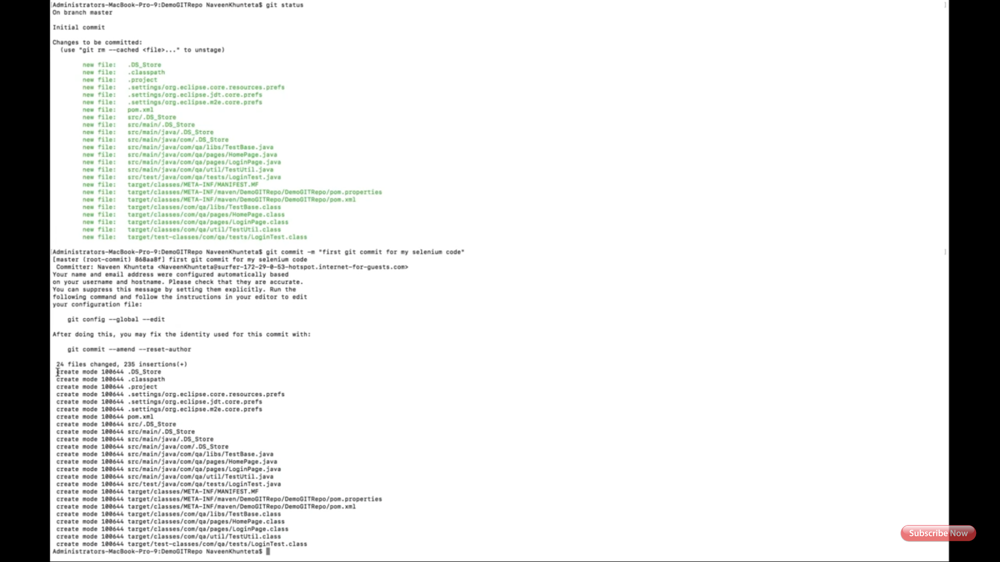 [Administrators-MacBook-Pro-9:DemoGITRepo NaveenKhunteta$ git status ]
On branch master
Initial commit
Changes to be committed:
(use "git rm --cached <file>..." to unstage)
new file: .DS_Store
new file: .classpath
new file: .project
new file: .settings/org.eclipse.core.resources.prefs
new file: .settings/org.eclipse.jdt.core.prefs
new file: .settings/org.eclipse.m2e.core.prefs
new file: pom.xml
new file: src/.DS_Store
new file: src/main/.DS_Store
new file: src/main/java/.DS_Store
new file: src/main/java/com/.DS_Store
new file: src/main/java/com/qa/libs/TestBase.java
new file: src/main/java/com/qa/pages/HomePage.java
new file: src/main/java/com/qa/pages/LoginPage.java
new file: src/main/java/com/qa/util/TestUtil.java
new file: src/test/java/com/qa/tests/LoginTest.java
new file: target/classes/META-INF/MANIFEST.MF
new file: target/classes/META-INF/maven/DemoGITRepo/DemoGITRepo/pom.properties
new file: target/classes/META-INF/maven/DemoGITRepo/DemoGITRepo/pom.xml
new file: target/classes/com/qa/libs/TestBase.class
new file: target/classes/com/qa/pages/HomePage.class
new file: target/classes/com/qa/pages/LoginPage.class
new file: target/classes/com/qa/util/TestUtil.class
new file: target/test-classes/com/qa/tests/LoginTest.class
[Administrators-MacBook-Pro-9:DemoGITRepo NaveenKhunteta$ git commit -m "first git commit for my selenium code" ]
[master (root-commit) 868aa8f] first git commit for my selenium code
Committer: Naveen Khunteta <NaveenKhunteta@surfer-172-29-0-53-hotspot.internet-for-guests.com>
Your name and email address were configured automatically based
on your username and hostname. Please check that they are accurate.
You can suppress this message by setting them explicitly. Run the
following command and follow the instructions in your editor to edit
your configuration file:
git config --global --edit
After doing this, you may fix the identity used for this commit with:
git commit --amend --reset-author
24 files changed, 235 insertions(+)
create mode 100644 .DS_Store
create mode 100644 .classpath
create mode 100644 .project
create mode 100644 .settings/org.eclipse.core.resources.prefs
create mode 100644 .settings/org.eclipse.jdt.core.prefs
create mode 100644 .settings/org.eclipse.m2e.core.prefs
create mode 100644 pom.xml
create mode 100644 src/.DS_Store
create mode 100644 src/main/.DS_Store
create mode 100644 src/main/java/.DS_Store
create mode 100644 src/main/java/com/.DS_Store
create mode 100644 src/main/java/com/qa/libs/TestBase.java
create mode 100644 src/main/java/com/qa/pages/HomePage.java
create mode 100644 src/main/java/com/qa/pages/LoginPage.java
create mode 100644 src/main/java/com/qa/util/TestUtil.java
create mode 100644 src/test/java/com/qa/tests/LoginTest.java
create mode 100644 target/classes/META-INF/MANIFEST.MF
create mode 100644 target/classes/META-INF/maven/DemoGITRepo/DemoGITRepo/pom.properties
create mode 100644 target/classes/META-INF/maven/DemoGITRepo/DemoGITRepo/pom.xml
create mode 100644 target/classes/com/qa/libs/TestBase.class
create mode 100644 target/classes/com/qa/pages/HomePage.class
create mode 100644 target/classes/com/qa/pages/LoginPage.class
create mode 100644 target/classes/com/qa/util/TestUtil.class
create mode 100644 target/test-classes/com/qa/tests/LoginTest.class
Administrators-MacBook-Pro-9:DemoGITRepo NaveenKhunteta$
Subscribe Now